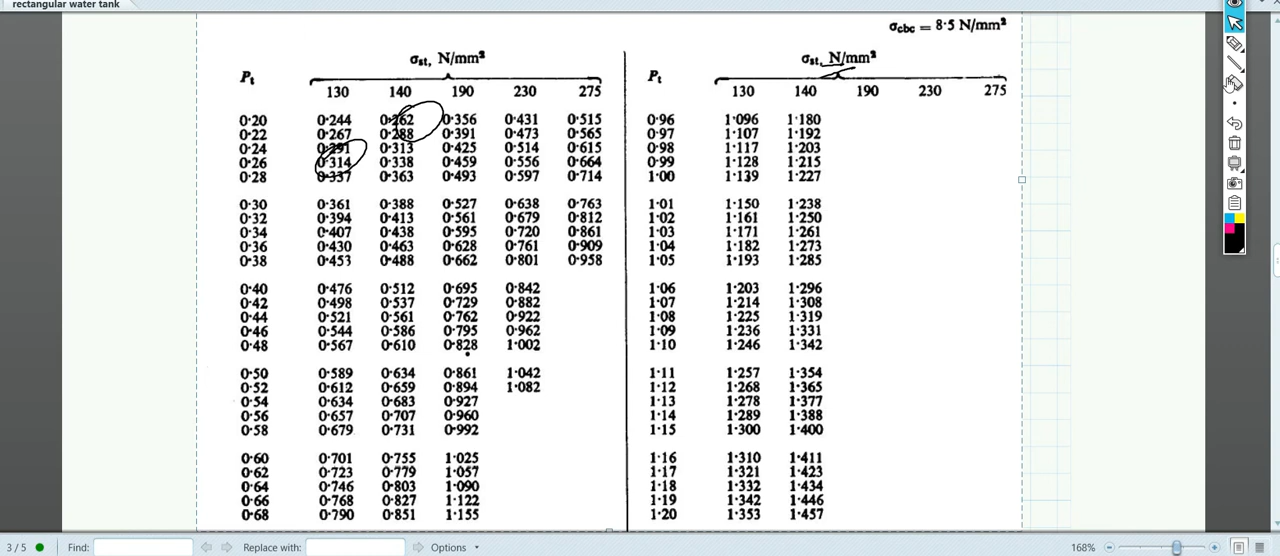 rectangular water tank
σcbc = 8·5 N/mm²
σst, N/mm²
Pt
130 140 190 230 275
0·20 0·244 0·262 0·356 0·431 0·515
0·22 0·267 0·288 0·391 0·473 0·565
0·24 0·291 0·313 0·425 0·514 0·615
0·26 0·314 0·338 0·459 0·556 0·664
0·28 0·337 0·363 0·493 0·597 0·714
0·30 0·361 0·388 0·527 0·638 0·763
0·32 0·394 0·413 0·561 0·679 0·812
0·34 0·407 0·438 0·595 0·720 0·861
0·36 0·430 0·463 0·628 0·761 0·909
0·38 0·453 0·488 0·662 0·801 0·958
0·40 0·476 0·512 0·695 0·842
0·42 0·498 0·537 0·729 0·882
0·44 0·521 0·561 0·762 0·922
0·46 0·544 0·586 0·795 0·962
0·48 0·567 0·610 0·828 1·002
0·50 0·589 0·634 0·861 1·042
0·52 0·612 0·659 0·894 1·082
0·54 0·634 0·683 0·927
0·56 0·657 0·707 0·960
0·58 0·679 0·731 0·992
0·60 0·701 0·755 1·025
0·62 0·723 0·779 1·057
0·64 0·746 0·803 1·090
0·66 0·768 0·827 1·122
0·68 0·790 0·851 1·155
σst, N/mm²
Pt
130 140 190 230 275
0·96 1·096 1·180
0·97 1·107 1·192
0·98 1·117 1·203
0·99 1·128 1·215
1·00 1·139 1·227
1·01 1·150 1·238
1·02 1·161 1·250
1·03 1·171 1·261
1·04 1·182 1·273
1·05 1·193 1·285
1·06 1·203 1·296
1·07 1·214 1·308
1·08 1·225 1·319
1·09 1·236 1·331
1·10 1·246 1·342
1·11 1·257 1·354
1·12 1·268 1·365
1·13 1·278 1·377
1·14 1·289 1·388
1·15 1·300 1·400
1·16 1·310 1·411
1·17 1·321 1·423
1·18 1·332 1·434
1·19 1·342 1·446
1·20 1·353 1·457
3 / 5 Find: Replace with: Options 168%